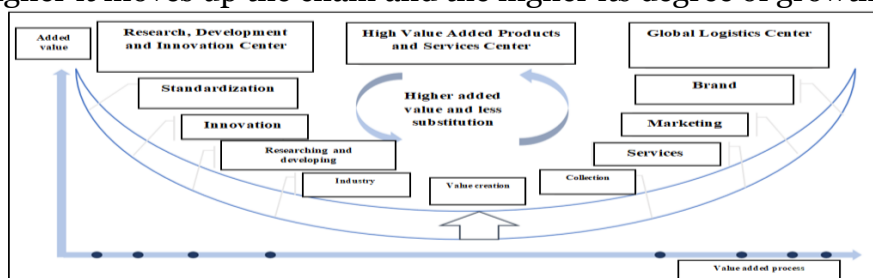 higher it moves up the chain and the higher its degree of
Added
value
Research, Development
and Innovation Center
High Value Added Products
and Services Center
Global Logistics Center
Standardization
Higher added
value and less
substitution
Brand
Innovation
Marketing
Researching and
developing
Services
Industry
Value creation
Collection
Value added process